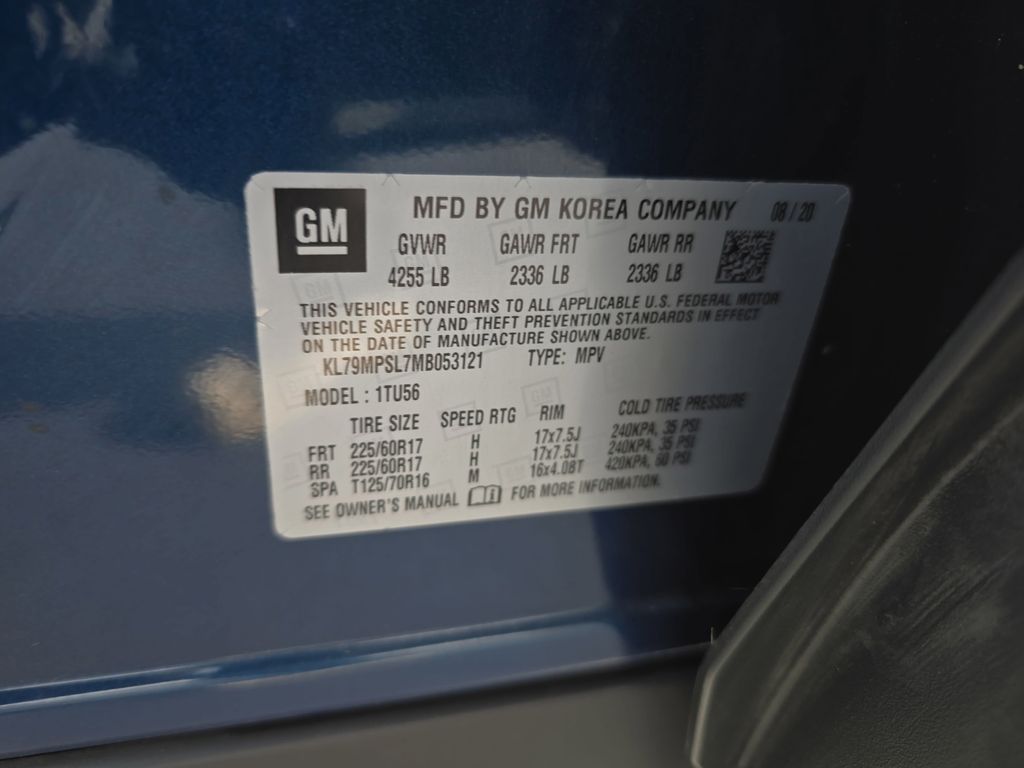 GM
MFD BY GM KOREA COMPANY 08 / 20
GVWR GAWR FRT GAWR RR
4255 LB 2336 LB 2336 LB
THIS VEHICLE CONFORMS TO ALL APPLICABLE U.S. FEDERAL MOTOR
VEHICLE SAFETY AND THEFT PREVENTION STANDARDS IN EFFECT
ON THE DATE OF MANUFACTURE SHOWN ABOVE.
KL79MPSL7MB053121 TYPE: MPV
MODEL : 1TU56
TIRE SIZE SPEED RTG RIM COLD TIRE PRESSURE
FRT 225/60R17 H 17x7.5J 240KPA, 35 PSI
RR 225/60R17 H 17x7.5J 240KPA, 35 PSI
SPA T125/70R16 M 16x4.08T 420KPA, 60 PSI
SEE OWNER'S MANUAL i FOR MORE INFORMATION.